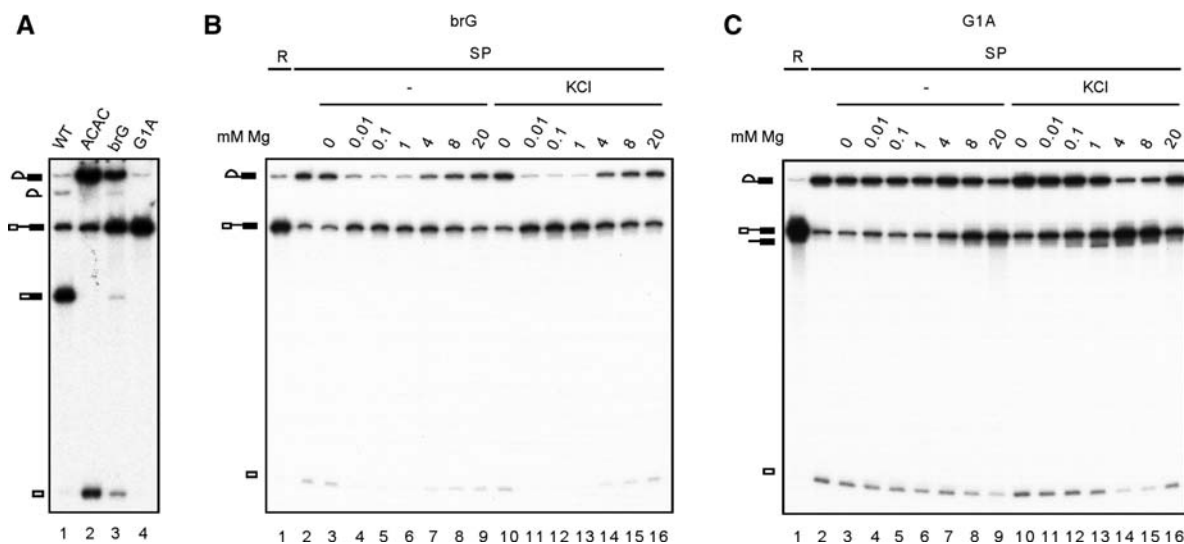 A
B
C
brG
G1A
R
SP
R
SP
-
KCl
-
KCl
WT
ACAC
brG
G1A
mM Mg 0 0.01 0.1 1 4 8 20 0 0.01 0.1 1 4 8 20
mM Mg 0 0.01 0.1 1 4 8 20 0 0.01 0.1 1 4 8 20
1 2 3 4
1 2 3 4 5 6 7 8 9 10 11 12 13 14 15 16
1 2 3 4 5 6 7 8 9 10 11 12 13 14 15 16